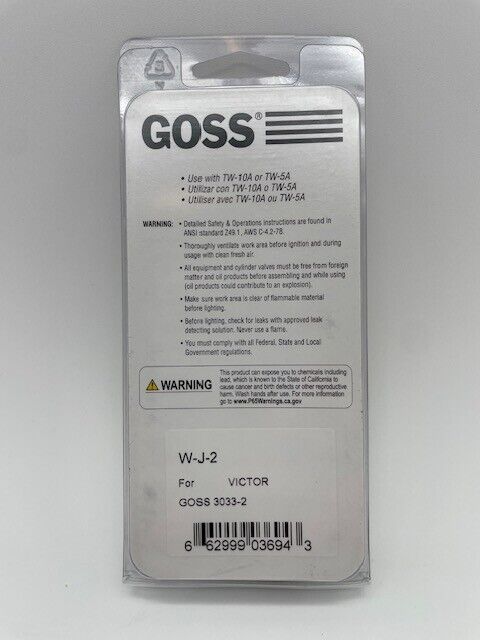 GOSS®
• Use with TW-10A or TW-5A
• Utilizar con TW-10A o TW-5A
• Utiliser avec TW-10A ou TW-5A
WARNING: • Detailed Safety & Operations Instructions are found in
ANSI standard Z49.1, AWS C-4.2-78.
• Thoroughly ventilate work area before ignition and during
usage with clean fresh air.
• All equipment and cylinder valves must be free from foreign
matter and oil products before assembling and while using
(oil products could contribute to an explosion).
• Make sure work area is clear of flammable material
before lighting.
• Before lighting, check for leaks with approved leak
detecting solution. Never use a flame.
• You must comply with all Federal, State and Local
Government regulations.
WARNING
This product can expose you to chemicals including
lead, which is known to the State of California to
cause cancer and birth defects or other reproductive
harm. Wash hands after use. For more information
go to www.P65Warnings.ca.gov
W-J-2
For VICTOR
GOSS 3033-2
6 62999 03694 3